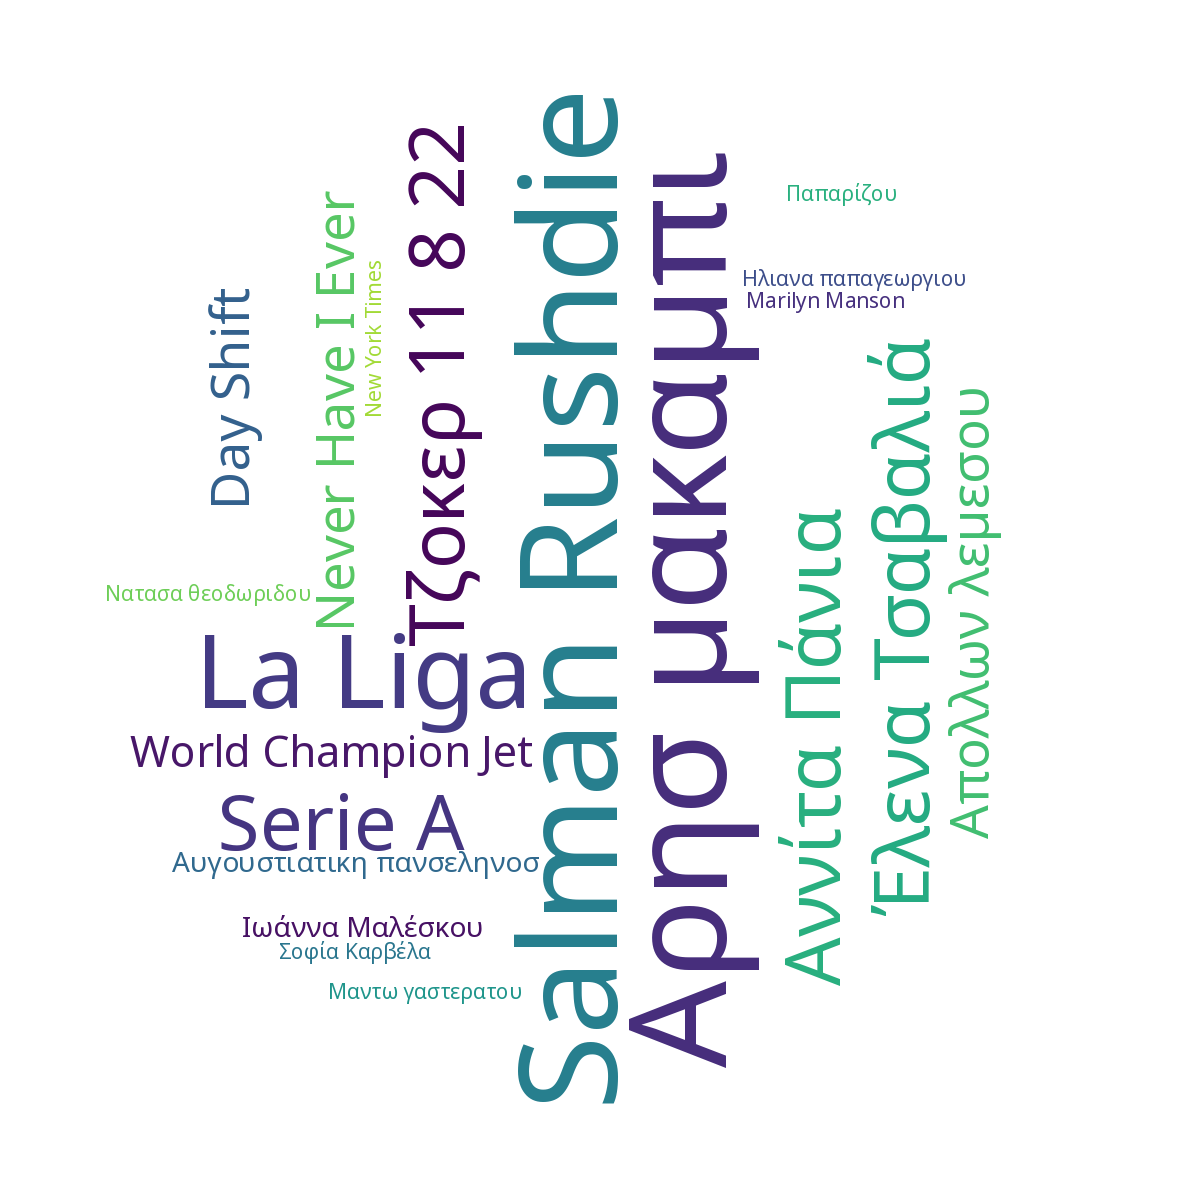 Salman Rushdie
Αρησ μακαμπι
La Liga
Serie A
Τζοκερ 11 8 22
Αννίτα Πάνια
Έλενα Τσαβαλιά
Never Have I Ever
Day Shift
World Champion Jet
Απολλων λεμεσου
Αυγουστιατικη πανσεληνοσ
Ιωάννα Μαλέσκου
Σοφία Καρβέλα
Μαντω γαστερατου
Νατασα θεοδωριδου
New York Times
Παπαρίζου
Ηλιανα παπαγεωργιου
Marilyn Manson